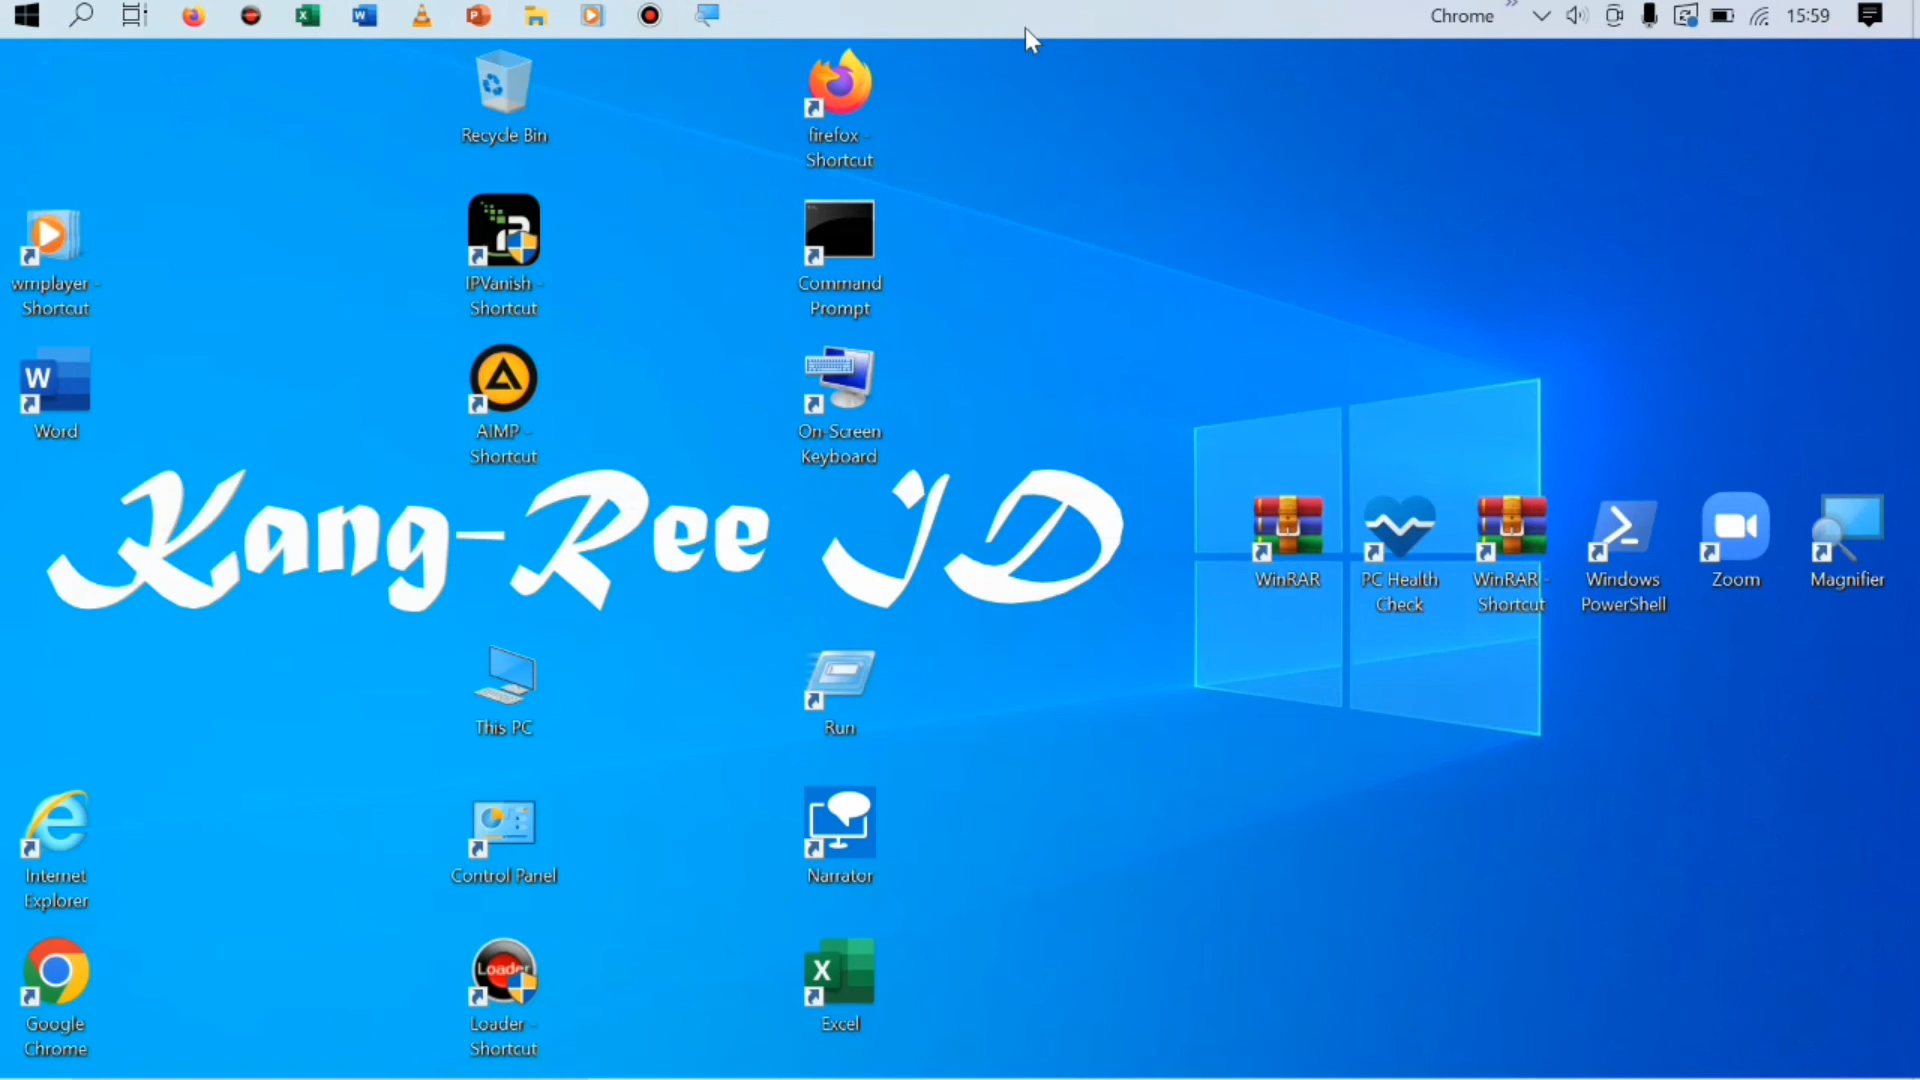 Chrome
15:59
Recycle Bin
firefox -
Shortcut
wmplayer -
Shortcut
IPVanish -
Shortcut
Command
Prompt
Word
AIMP -
Shortcut
On-Screen
Keyboard
Kang-Ree ID
WinRAR
PC Health
Check
WinRAR -
Shortcut
Windows
PowerShell
Zoom
Magnifier
This PC
Run
Internet
Explorer
Control Panel
Narrator
Google
Chrome
Loader
Loader -
Shortcut
Excel